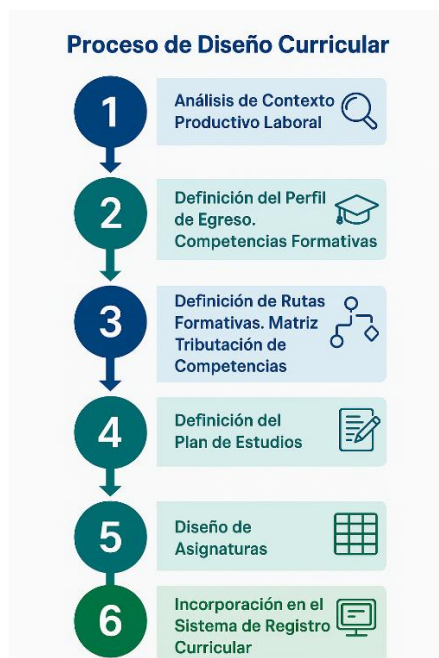 Proceso de Diseño Curricular
1
Análisis de Contexto
Productivo Laboral
2
Definición del Perfil
de Egreso.
Competencias Formativas
3
Definición de Rutas
Formativas. Matriz
Tributación de
Competencias
4
Definición del
Plan de Estudios
5
Diseño de
Asignaturas
6
Incorporación en el
Sistema de Registro
Curricular